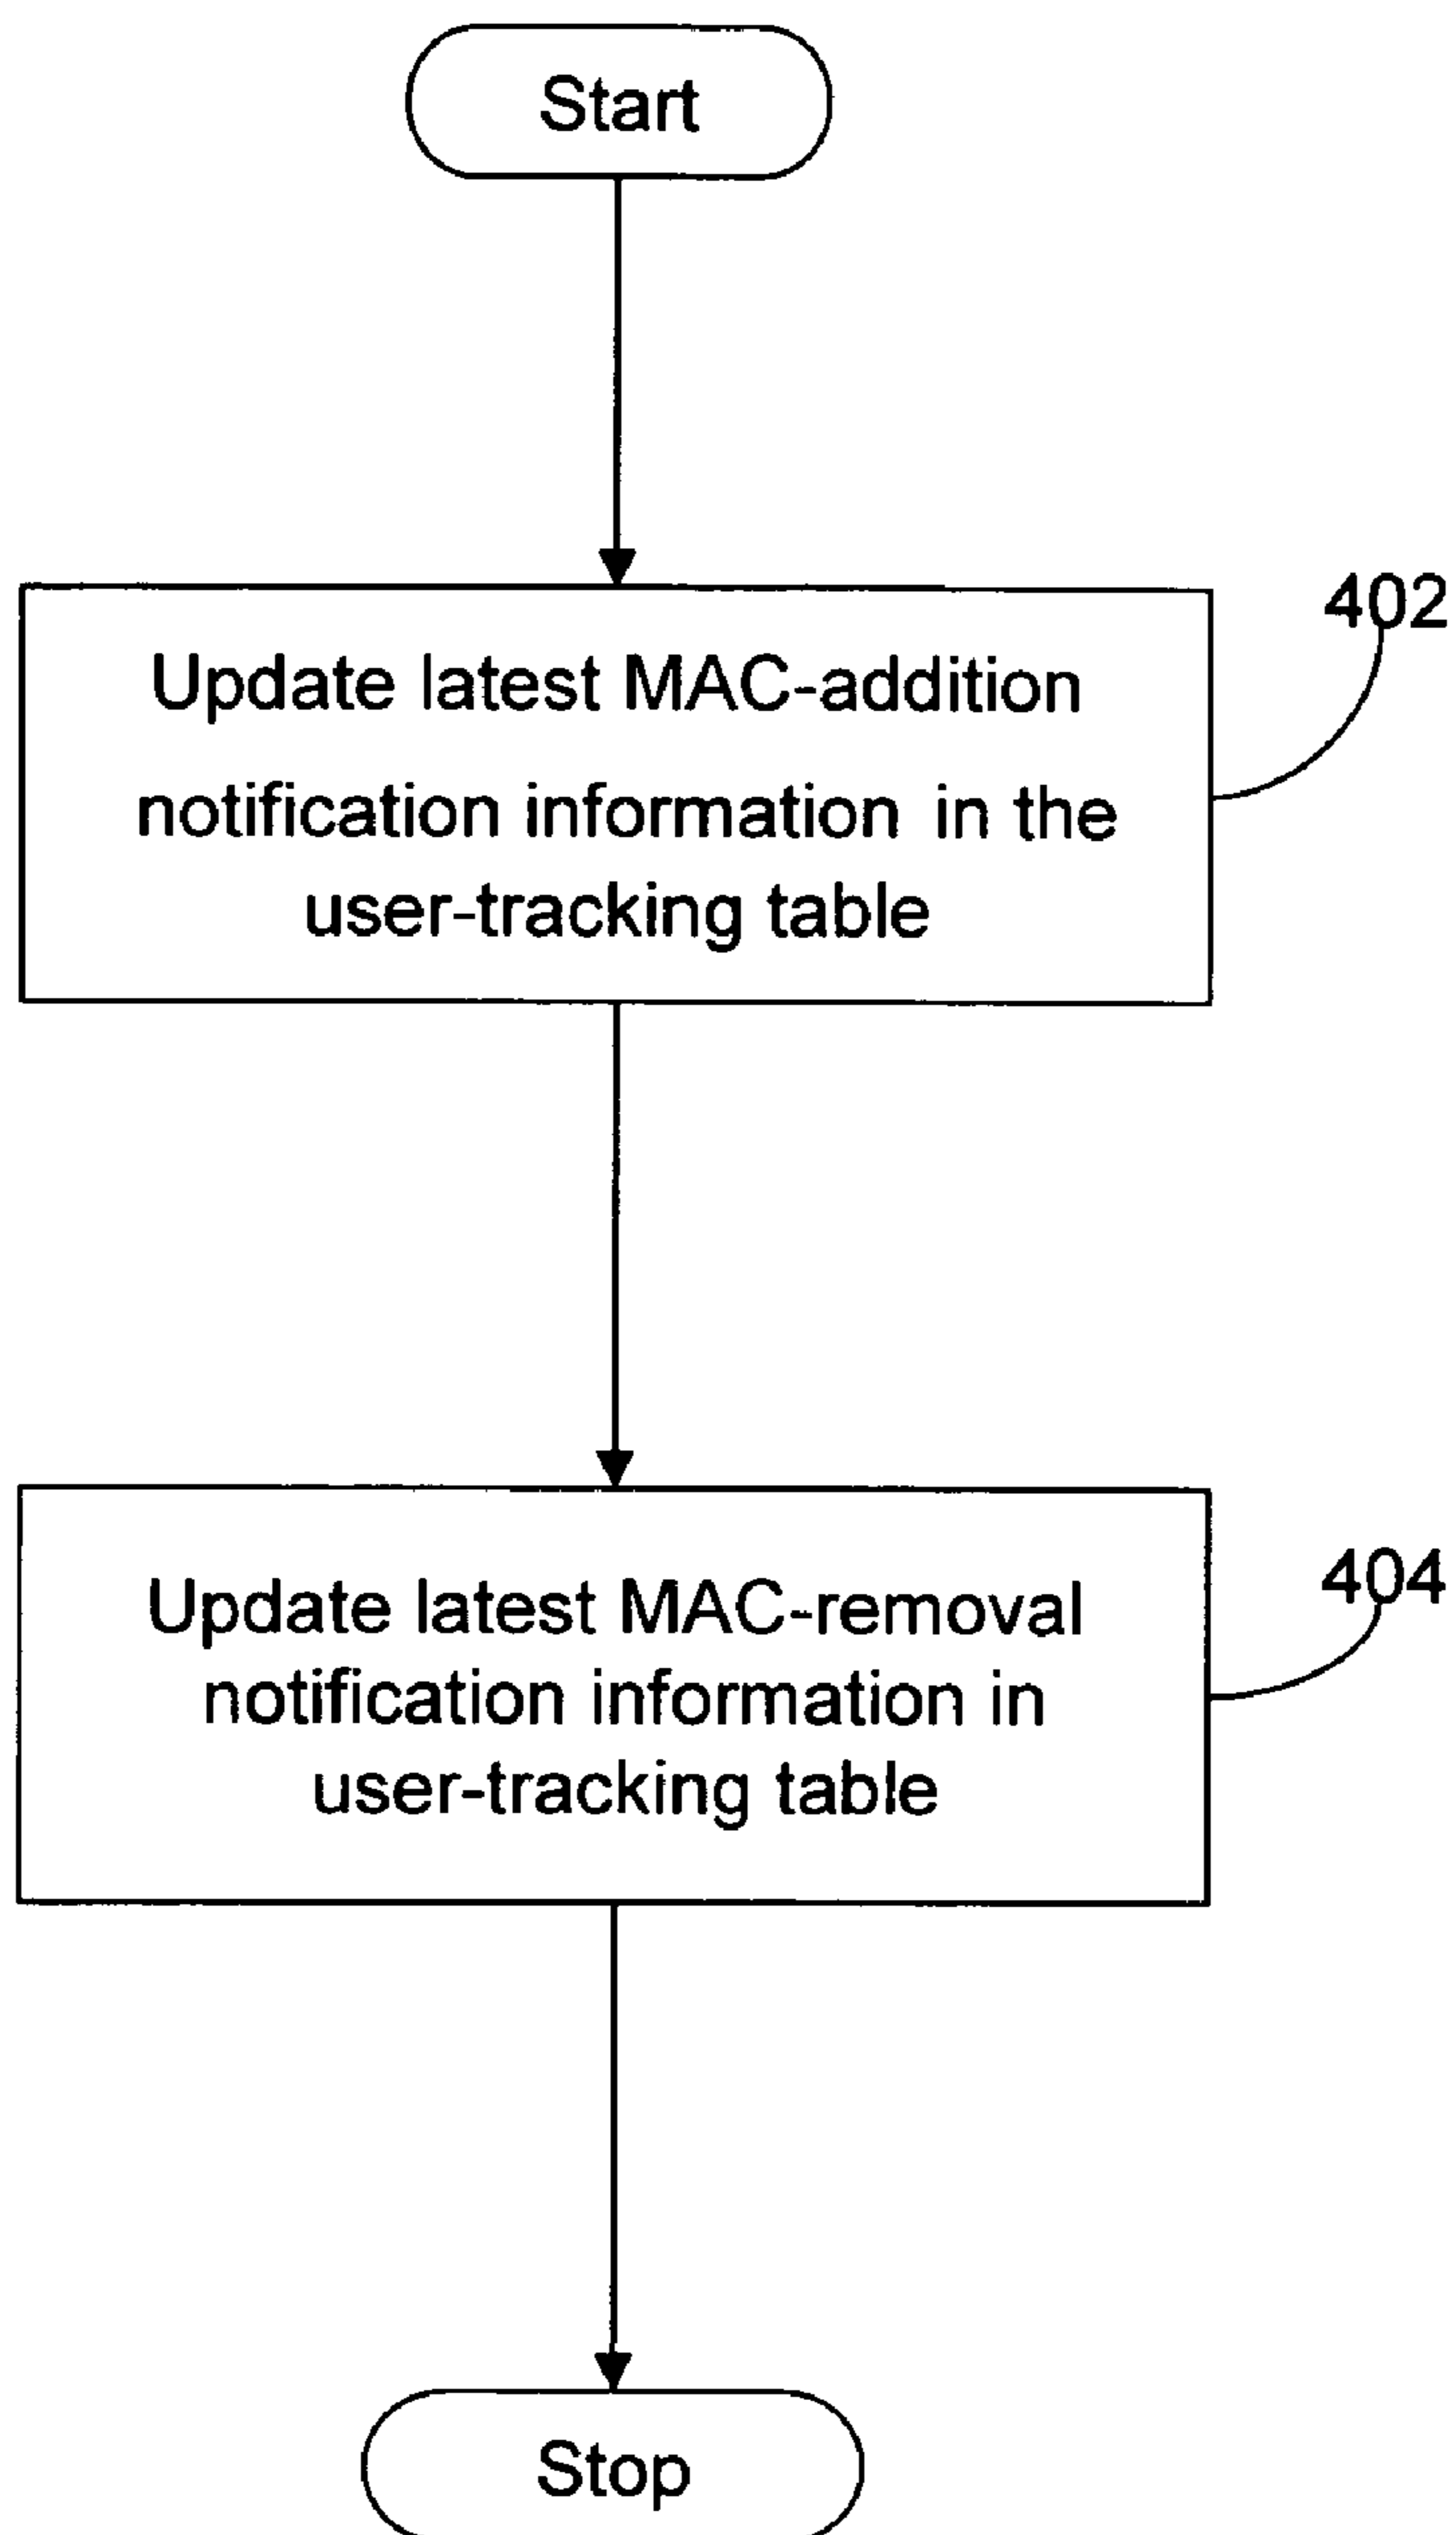 Start
402
Update latest MAC-addition
notification information in the
user-tracking table
404
Update latest MAC-removal
notification information in
user-tracking table
Stop